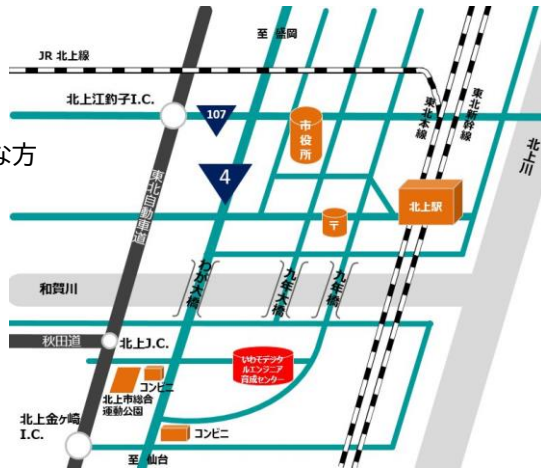 至 盛岡
JR 北上線
北上江釣子I.C.
107
市役所
東北本線
東北新幹線
北上川
な方
4
東北自動車道
〒
北上駅
わが大橋
九年大橋
九年橋
和賀川
秋田道
北上J.C.
いわてデジタ
ルエンジニア
育成センター
コンビニ
北上市総合
運動公園
北上金ヶ崎
I.C.
コンビニ
至 仙台